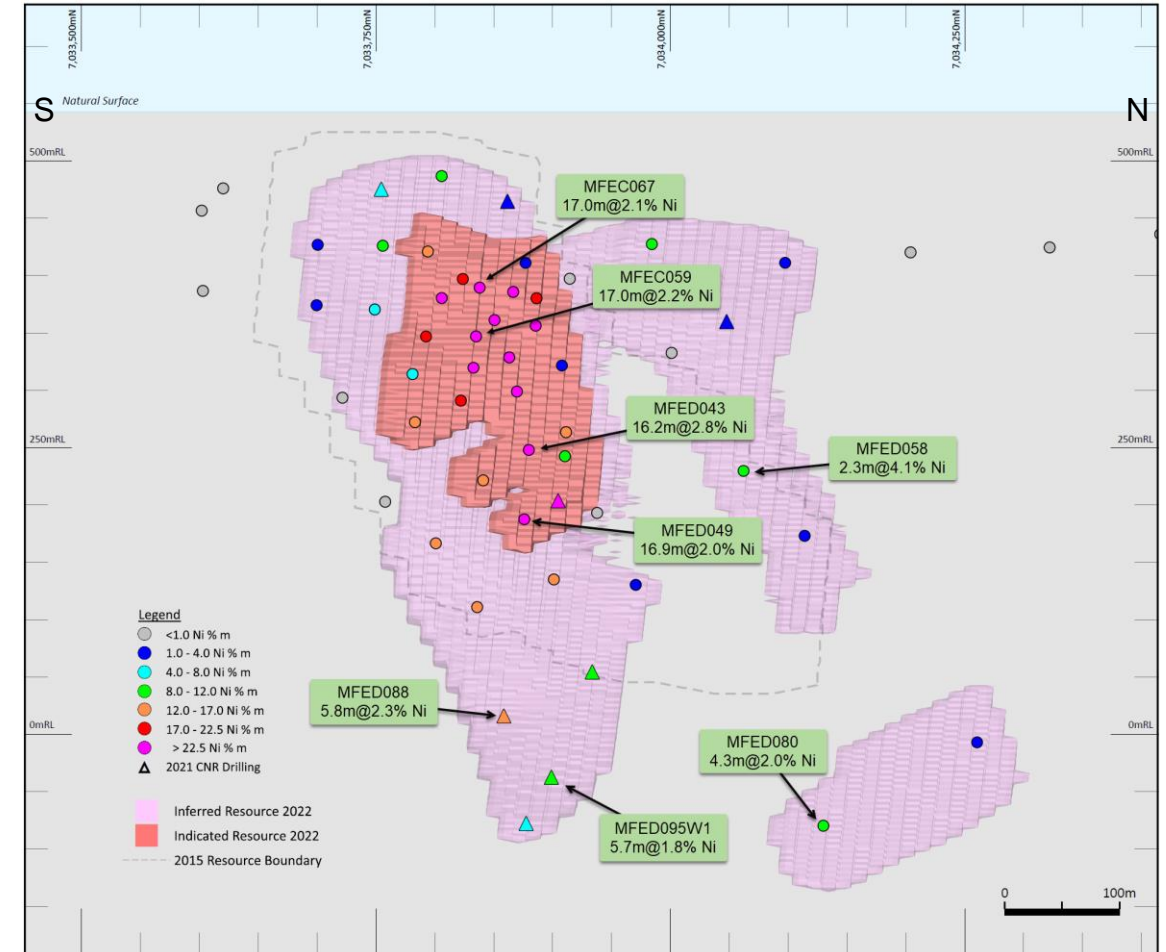 7,033,500mN
7,033,750mN
7,034,000mN
7,034,250mN
S
Natural Surface
N
500mRL
500mRL
MFEC067
17.0m@2.1% Ni
MFEC059
17.0m@2.2% Ni
MFED043
16.2m@2.8% Ni
250mRL
250mRL
MFED058
2.3m@4.1% Ni
MFED049
16.9m@2.0% Ni
Legend
<1.0 Ni % m
1.0 - 4.0 Ni % m
4.0 - 8.0 Ni % m
8.0 - 12.0 Ni % m
12.0 - 17.0 Ni % m
17.0 - 22.5 Ni % m
> 22.5 Ni % m
2021 CNR Drilling
Inferred Resource 2022
Indicated Resource 2022
2015 Resource Boundary
MFED088
5.8m@2.3% Ni
0mRL
0mRL
MFED080
4.3m@2.0% Ni
MFED095W1
5.7m@1.8% Ni
0
100m